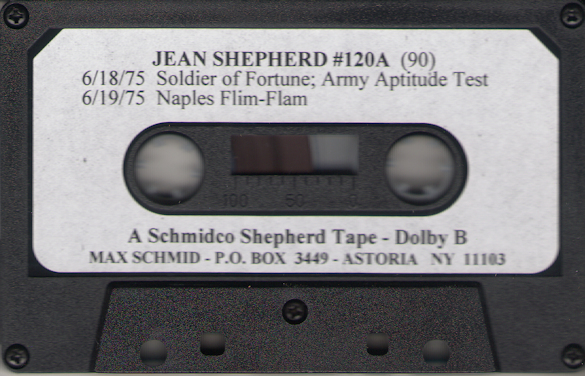 JEAN SHEPHERD #120A (90)
6/18/75 Soldier of Fortune; Army Aptitude Test
6/19/75 Naples Flim-Flam
100 50
A Schmidco Shepherd Tape - Dolby B
MAX SCHMID - P.O. BOX 3449 - ASTORIA NY 11103